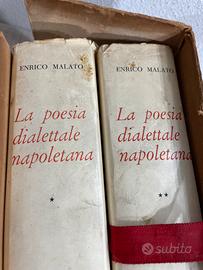 ENRICO MALATO
La poesia
dialettale
napoletana
*
ENRICO MALATO
La poesia
dialettale
napoletana
**
subito